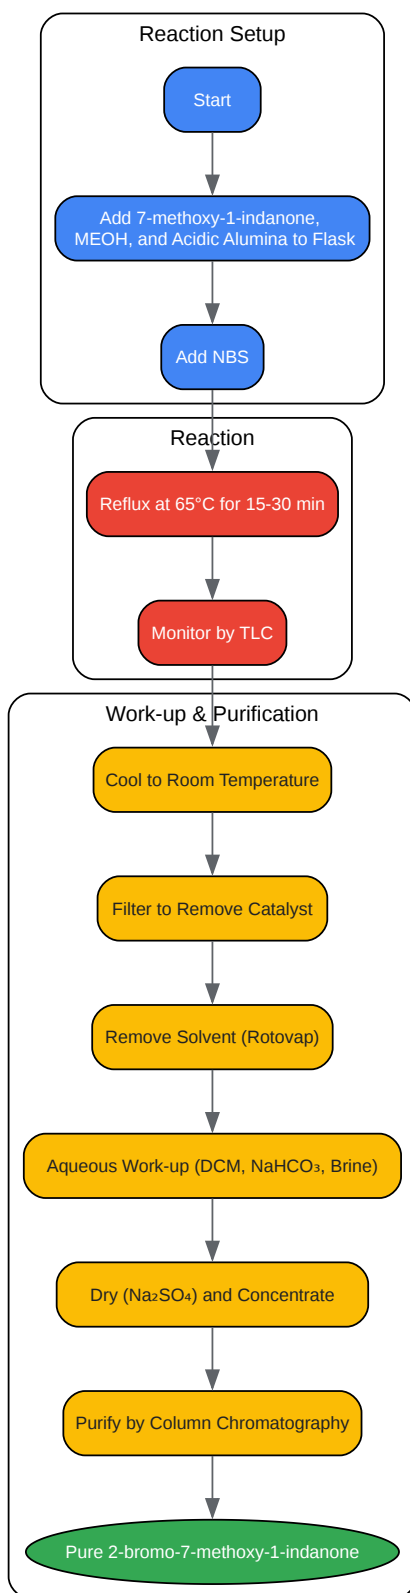 Reaction Setup
Start
Add 7-methoxy-1-indanone,
MEOH, and Acidic Alumina to Flask
Add NBS
Reaction
Reflux at 65°C for 15-30 min
Monitor by TLC
Work-up & Purification
Cool to Room Temperature
Filter to Remove Catalyst
Remove Solvent (Rotovap)
Aqueous Work-up (DCM, NaHCO₃, Brine)
Dry (Na₂SO₄) and Concentrate
Purify by Column Chromatography
Pure 2-bromo-7-methoxy-1-indanone